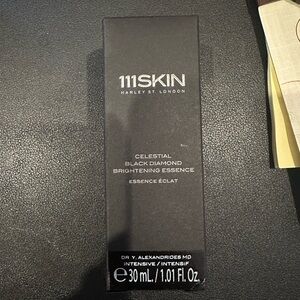 111SKIN
HARLEY ST. LONDON
CELESTIAL
BLACK DIAMOND
BRIGHTENING ESSENCE
ESSENCE ÉCLAT
DR Y. ALEXANDRIDES MD
INTENSIVE / INTENSIF
℮ 30 mL./1.01 Fl. Oz.